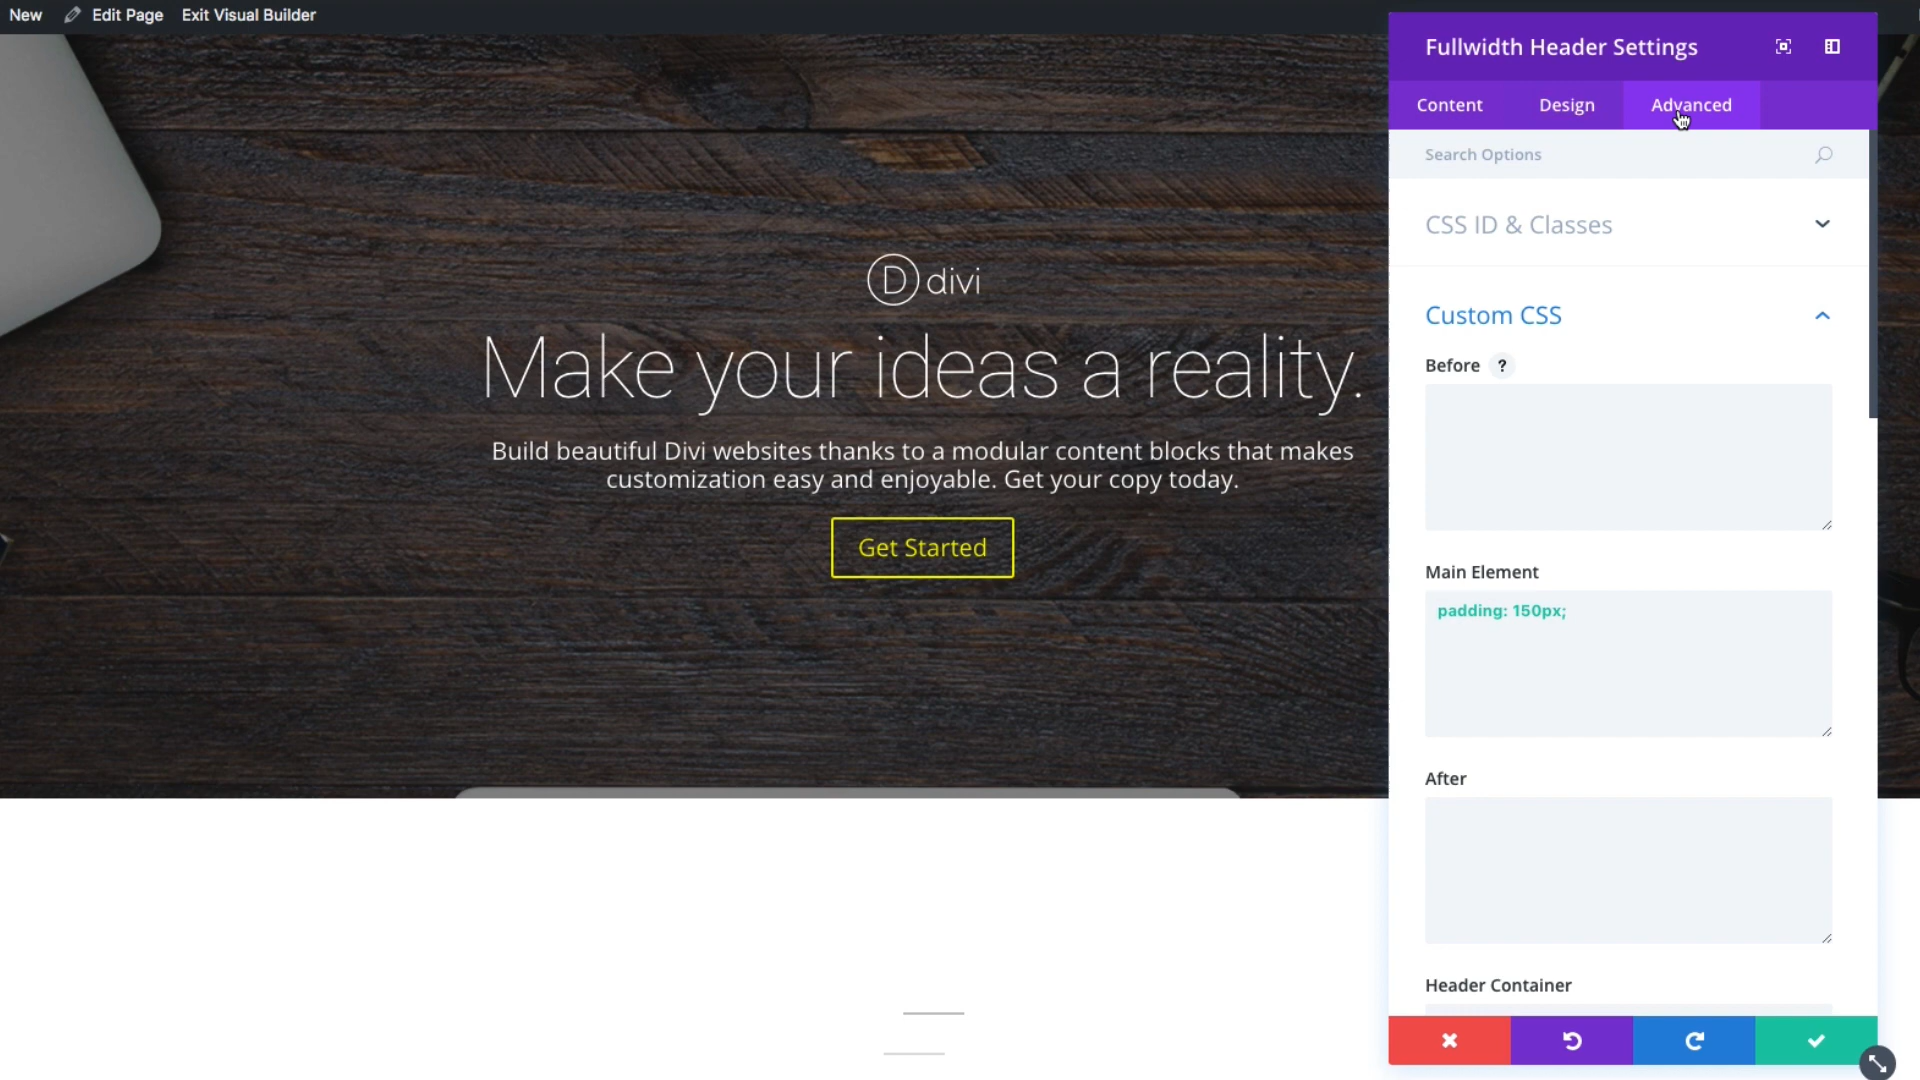 New Edit Page Exit Visual Builder
D divi
Make your ideas a reality.
Build beautiful Divi websites thanks to a modular content blocks that makes
customization easy and enjoyable. Get your copy today.
Get Started
Fullwidth Header Settings
Content Design Advanced
Search Options
CSS ID & Classes
Custom CSS
Before ?
Main Element
padding: 150px;
After
Header Container